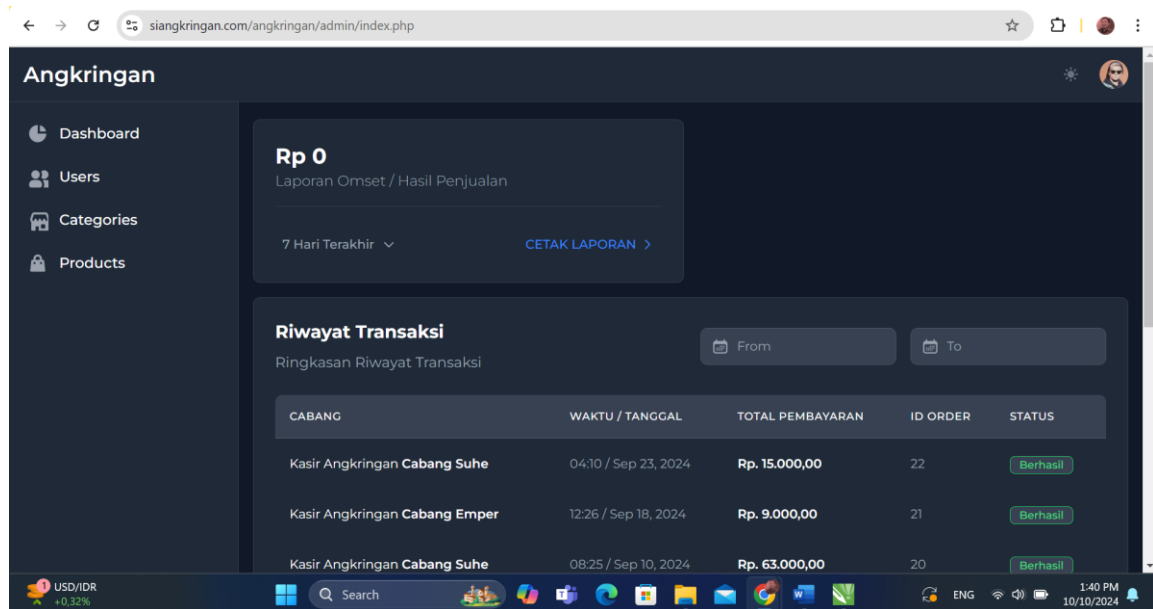 siangkringan.com/angkringan/admin/index.php
Angkringan
Dashboard
Users
Categories
Products
Rp 0
Laporan Omset / Hasil Penjualan
7 Hari Terakhir
CETAK LAPORAN
Riwayat Transaksi
Ringkasan Riwayat Transaksi
From
To
CABANG WAKTU / TANGGAL TOTAL PEMBAYARAN ID ORDER STATUS
Kasir Angkringan Cabang Suhe 04:10 / Sep 23, 2024 Rp. 15.000,00 22 Berhasil
Kasir Angkringan Cabang Emper 12:26 / Sep 18, 2024 Rp. 9.000,00 21 Berhasil
Kasir Angkringan Cabang Suhe 08:25 / Sep 10, 2024 Rp. 63.000,00 20 Berhasil
1
USD/IDR
+0,32%
Search
ENG
1:40 PM
10/10/2024